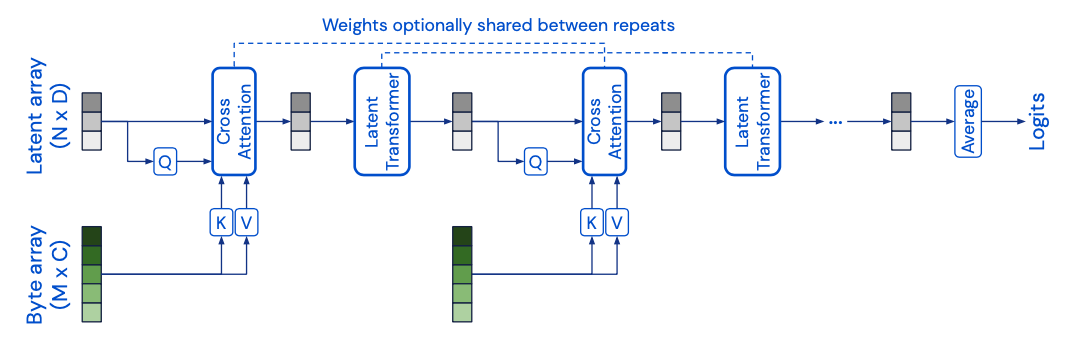 Weights optionally shared between repeats
Latent array
(N x D)
Q
Cross
Attention
Latent
Transformer
Q
Cross
Attention
Latent
Transformer
...
Average
Logits
K
V
K
V
Byte array
(M x C)